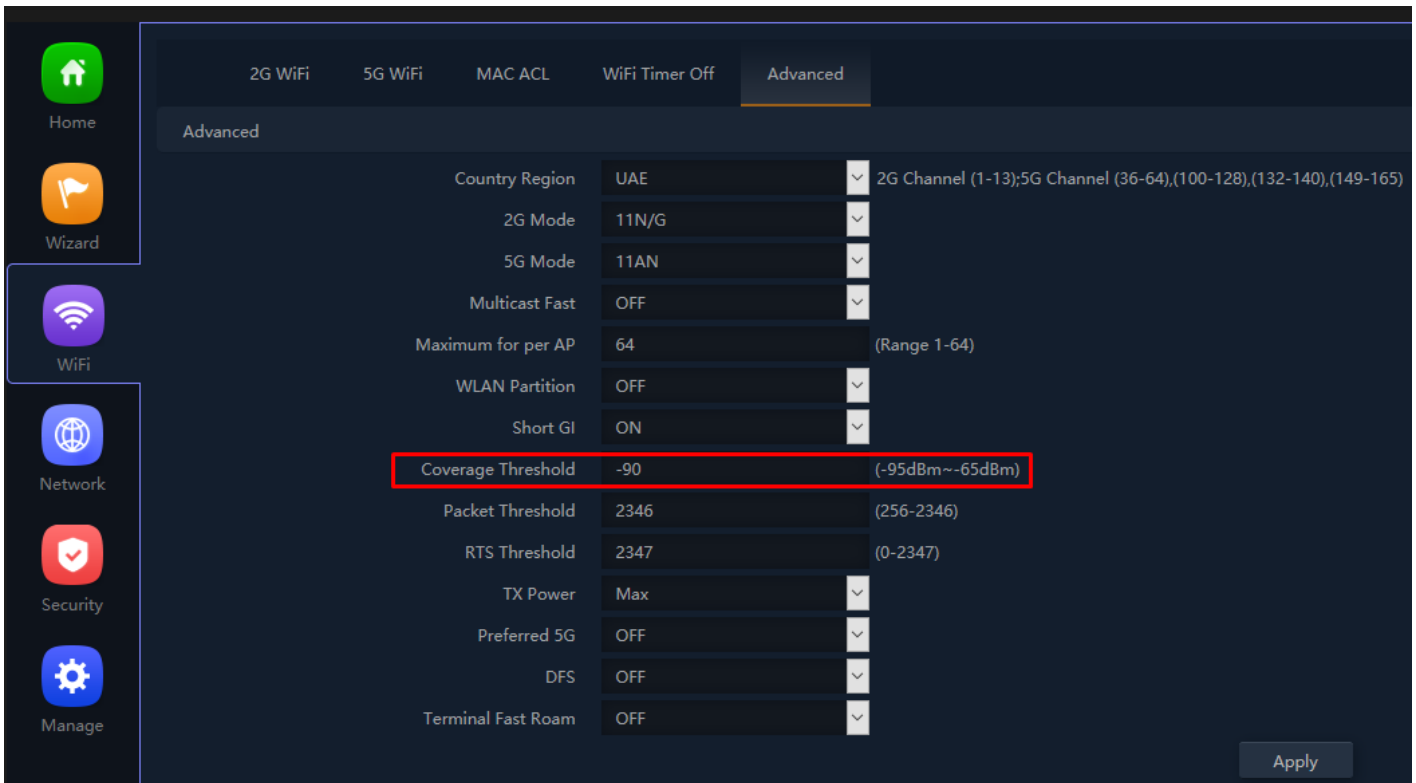 2G WiFi 5G WiFi MAC ACL WiFi Timer Off Advanced
Home
Advanced
Country Region UAE 2G Channel (1-13);5G Channel (36-64),(100-128),(132-140),(149-165)
2G Mode 11N/G
Wizard
5G Mode 11AN
Multicast Fast OFF
Maximum for per AP 64 (Range 1-64)
WiFi
WLAN Partition OFF
Short GI ON
Coverage Threshold -90 (-95dBm~-65dBm)
Network
Packet Threshold 2346 (256-2346)
RTS Threshold 2347 (0-2347)
TX Power Max
Security
Preferred 5G OFF
DFS OFF
Terminal Fast Roam OFF
Manage
Apply